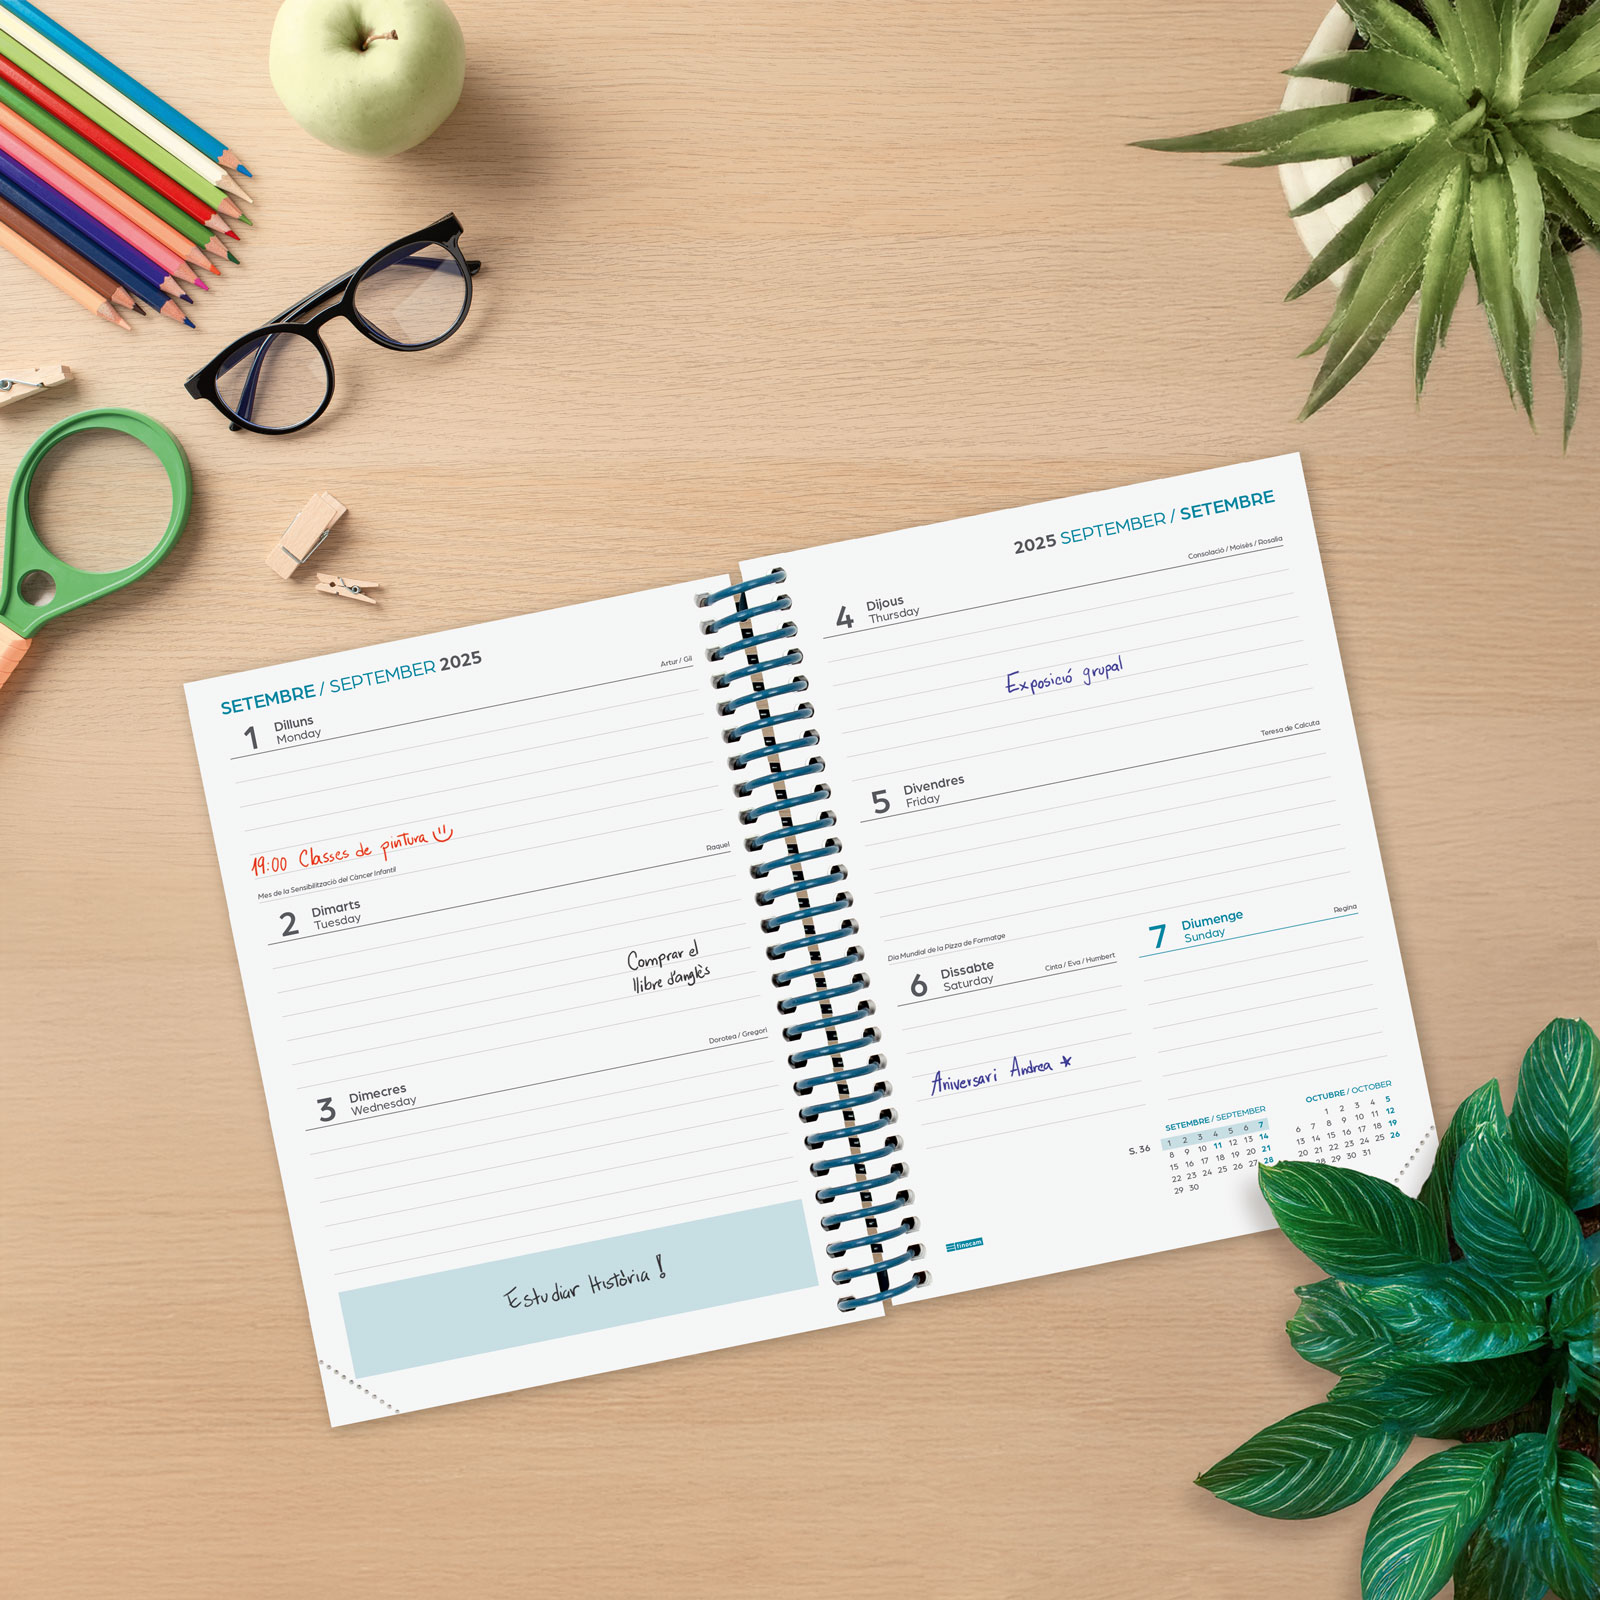 SETEMBRE / SEPTEMBER 2025
Artur / Gil
1 Dilluns
Monday
19:00 Classes de pintura
Mes de la Sensibilització del Càncer Infantil
Raquel
2 Dimarts
Tuesday
Comprar el
llibre d'anglès
Dorotea / Gregori
3 Dimecres
Wednesday
Estudiar Història!
2025 SEPTEMBER / SETEMBRE
Consolació / Moisès / Rosalia
4 Dijous
Thursday
Exposició grupal
Teresa de Calcuta
5 Divendres
Friday
Dia Mundial de la Pizza de Formatge
Cinta / Eva / Humbert
6 Dissabte
Saturday
Aniversari Andrea *
Regina
7 Diumenge
Sunday
S. 36
SETEMBRE / SEPTEMBER
1 2 3 4 5 6 7
8 9 10 11 12 13 14
15 16 17 18 19 20 21
22 23 24 25 26 27 28
29 30
OCTUBRE / OCTOBER
1 2 3 4 5
6 7 8 9 10 11 12
13 14 15 16 17 18 19
20 21 22 23 24 25 26
28 29 30 31
finocam